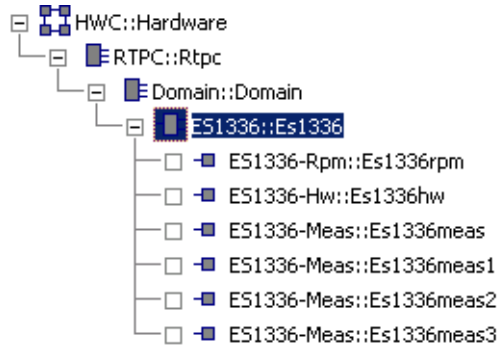 HWC::Hardware
RTPC::Rtpc
Domain::Domain
ES1336::Es1336
ES1336-Rpm::Es1336rpm
ES1336-Hw::Es1336hw
ES1336-Meas::Es1336meas
ES1336-Meas::Es1336meas1
ES1336-Meas::Es1336meas2
ES1336-Meas::Es1336meas3